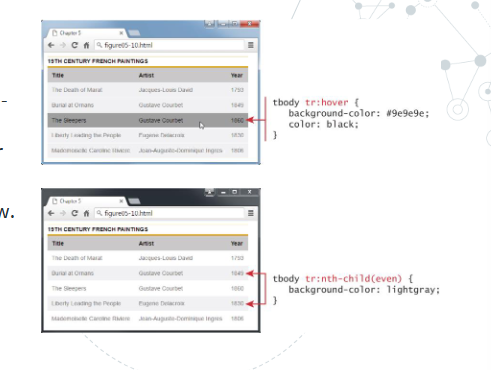 Chapter 5
figure05-10.html
19TH CENTURY FRENCH PAINTINGS
Title Artist Year
The Death of Marat Jacques-Louis David 1793
Burial at Ornans Gustave Courbet 1849
The Sleepers Gustave Courbet 1866
Liberty Leading the People Eugene Delacroix 1830
Mademoiselle Caroline Riviere Jean-Auguste-Dominique Ingres 1806
tbody tr:hover {
background-color: #9e9e9e;
color: black;
}
w.
Chapter 5
figure05-10.html
19TH CENTURY FRENCH PAINTINGS
Title Artist Year
The Death of Marat Jacques-Louis David 1793
Burial at Ornans Gustave Courbet 1849
The Sleepers Gustave Courbet 1866
Liberty Leading the People Eugene Delacroix 1830
Mademoiselle Caroline Riviere Jean-Auguste-Dominique Ingres 1806
tbody tr:nth-child(even) {
background-color: lightgray;
}